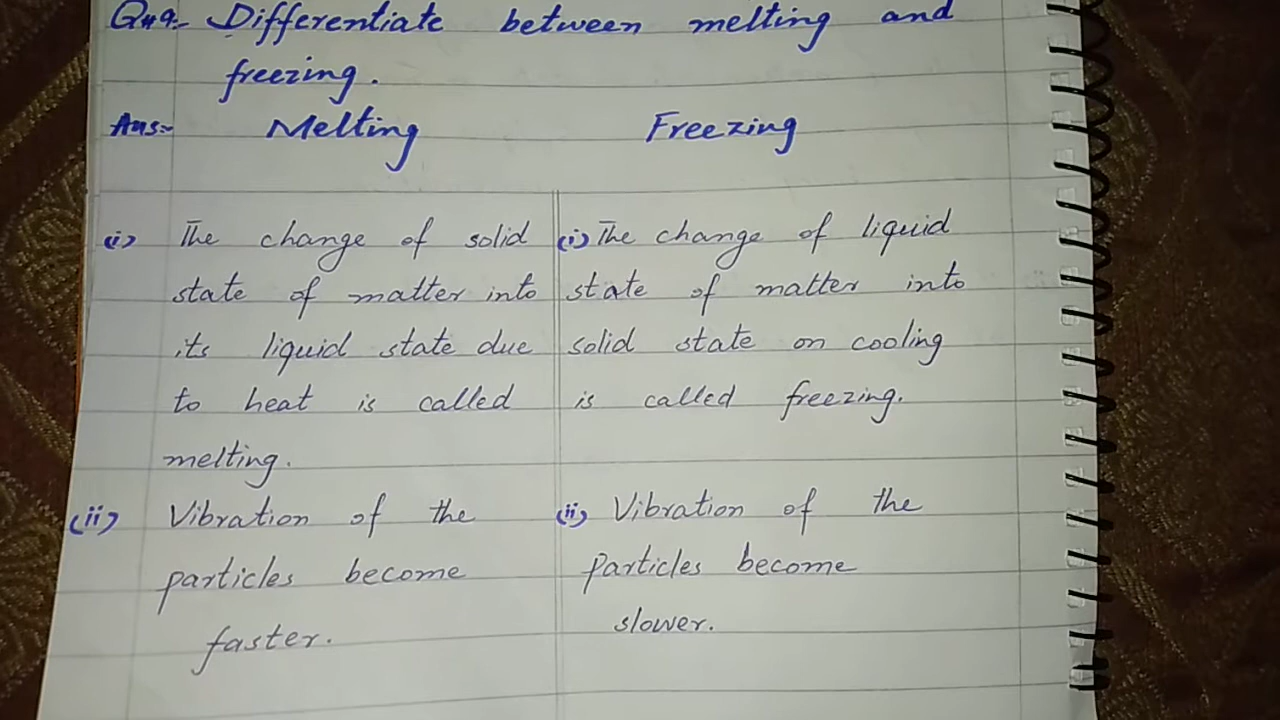 Qu9:- Differentiate between melting and
freezing.
Ans:- Melting Freezing
(i) The change of solid
state of matter into
its liquid state due
to heat is called
melting.
(ii) Vibration of the
particles become
faster.
(i) The change of liquid
state of matter into
solid state on cooling
is called freezing.
(ii) Vibration of the
particles become
slower.